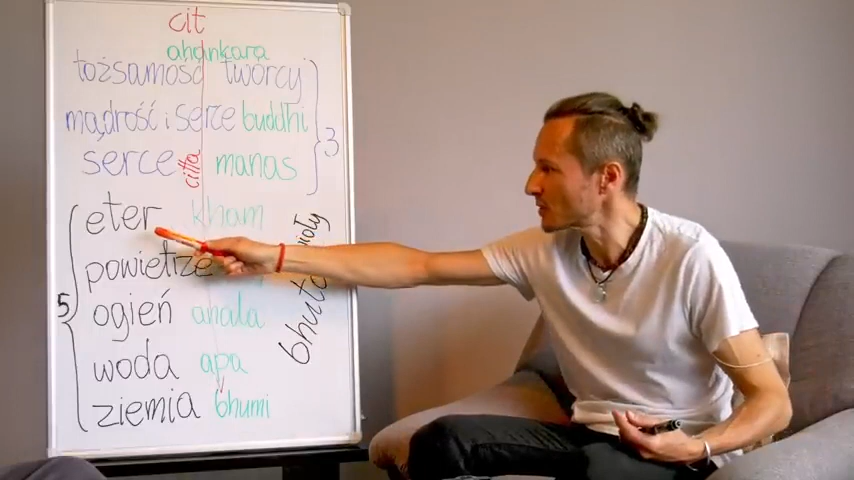 cit
ahankara
tożsamość twórcy
mądrość i serce buddhi
3
serce citta manas
eter kham
powietrze
5
ogień anala
woda apa
ziemia bhumi